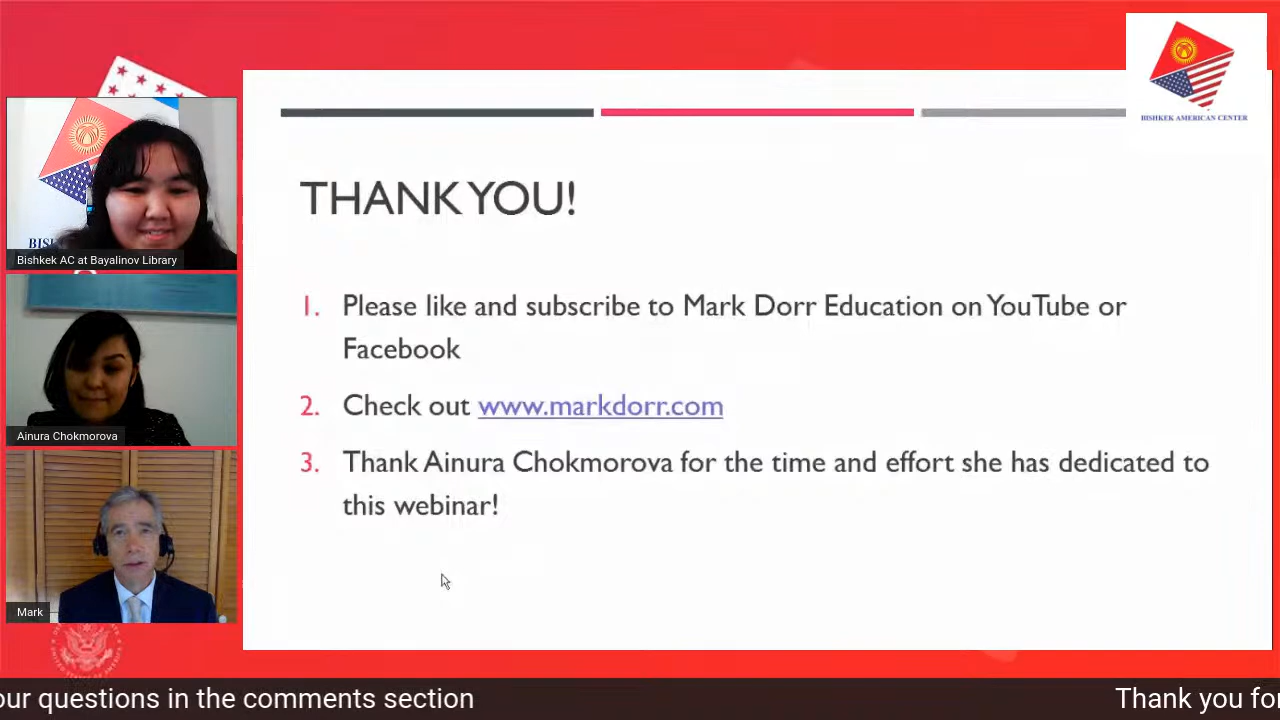 BISHKEK AMERICAN CENTER
THANK YOU!
1. Please like and subscribe to Mark Dorr Education on YouTube or
Facebook
2. Check out www.markdorr.com
3. Thank Ainura Chokmorova for the time and effort she has dedicated to
this webinar!
BIS
Bishkek AC at Bayalinov Library
Ainura Chokmorova
Mark
our questions in the comments section
Thank you for